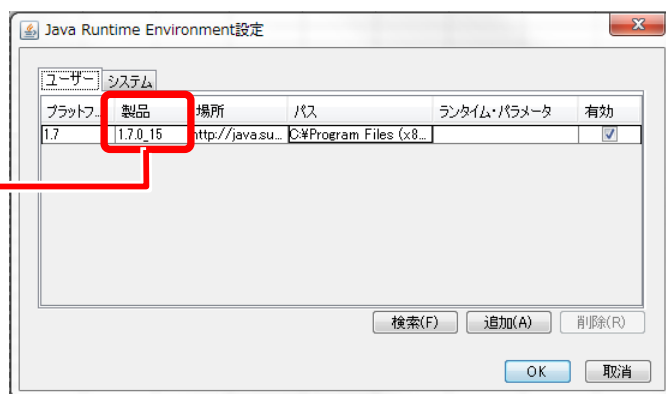 Java Runtime Environment設定
ユーザー システム
プラットフ... 製品 場所 パス ランタイム・パラメータ 有効
1.7 1.7.0_15 http://java.su... C:¥Program Files (x8...
検索(F) 追加(A) 削除(R)
OK 取消